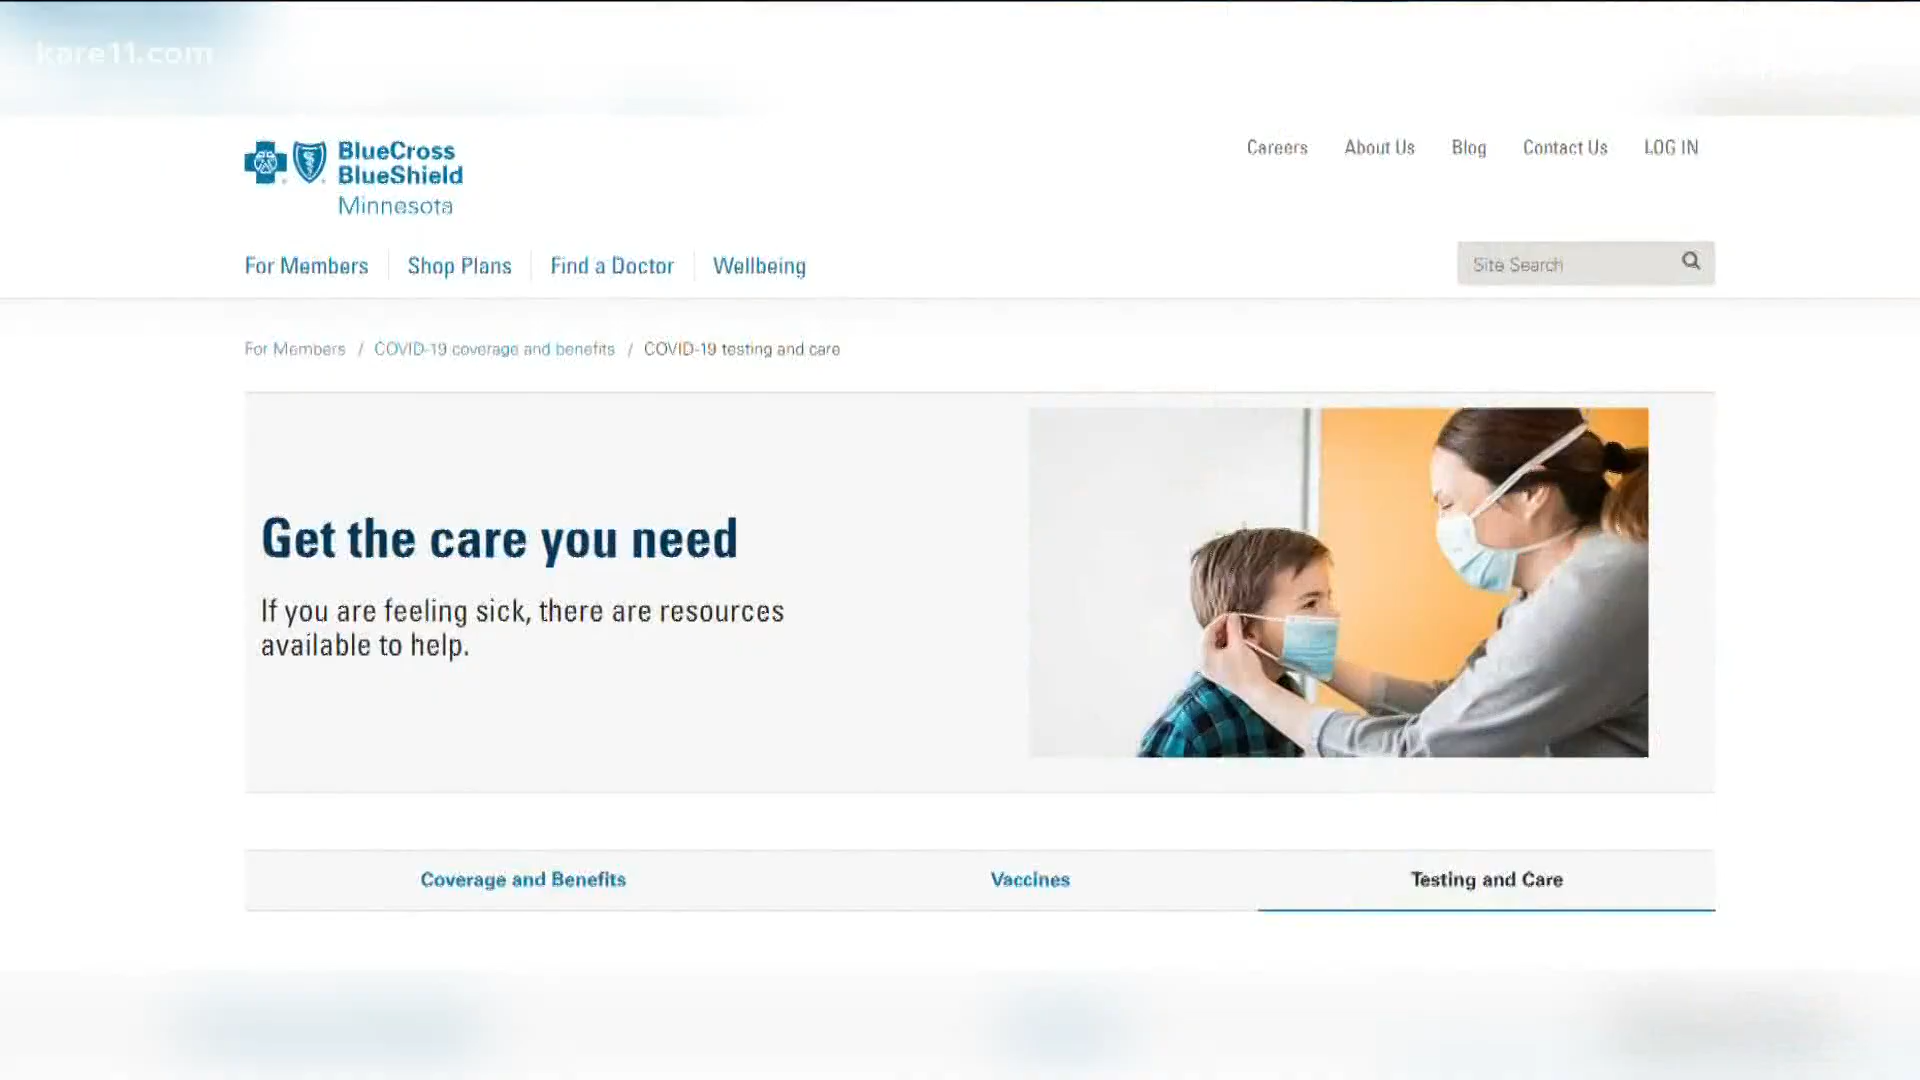 kare11.com
BlueCross
BlueShield
Minnesota
Careers About Us Blog Contact Us LOG IN
For Members Shop Plans Find a Doctor Wellbeing
Site Search
For Members / COVID-19 coverage and benefits / COVID-19 testing and care
Get the care you need
If you are feeling sick, there are resources
available to help.
Coverage and Benefits Vaccines Testing and Care